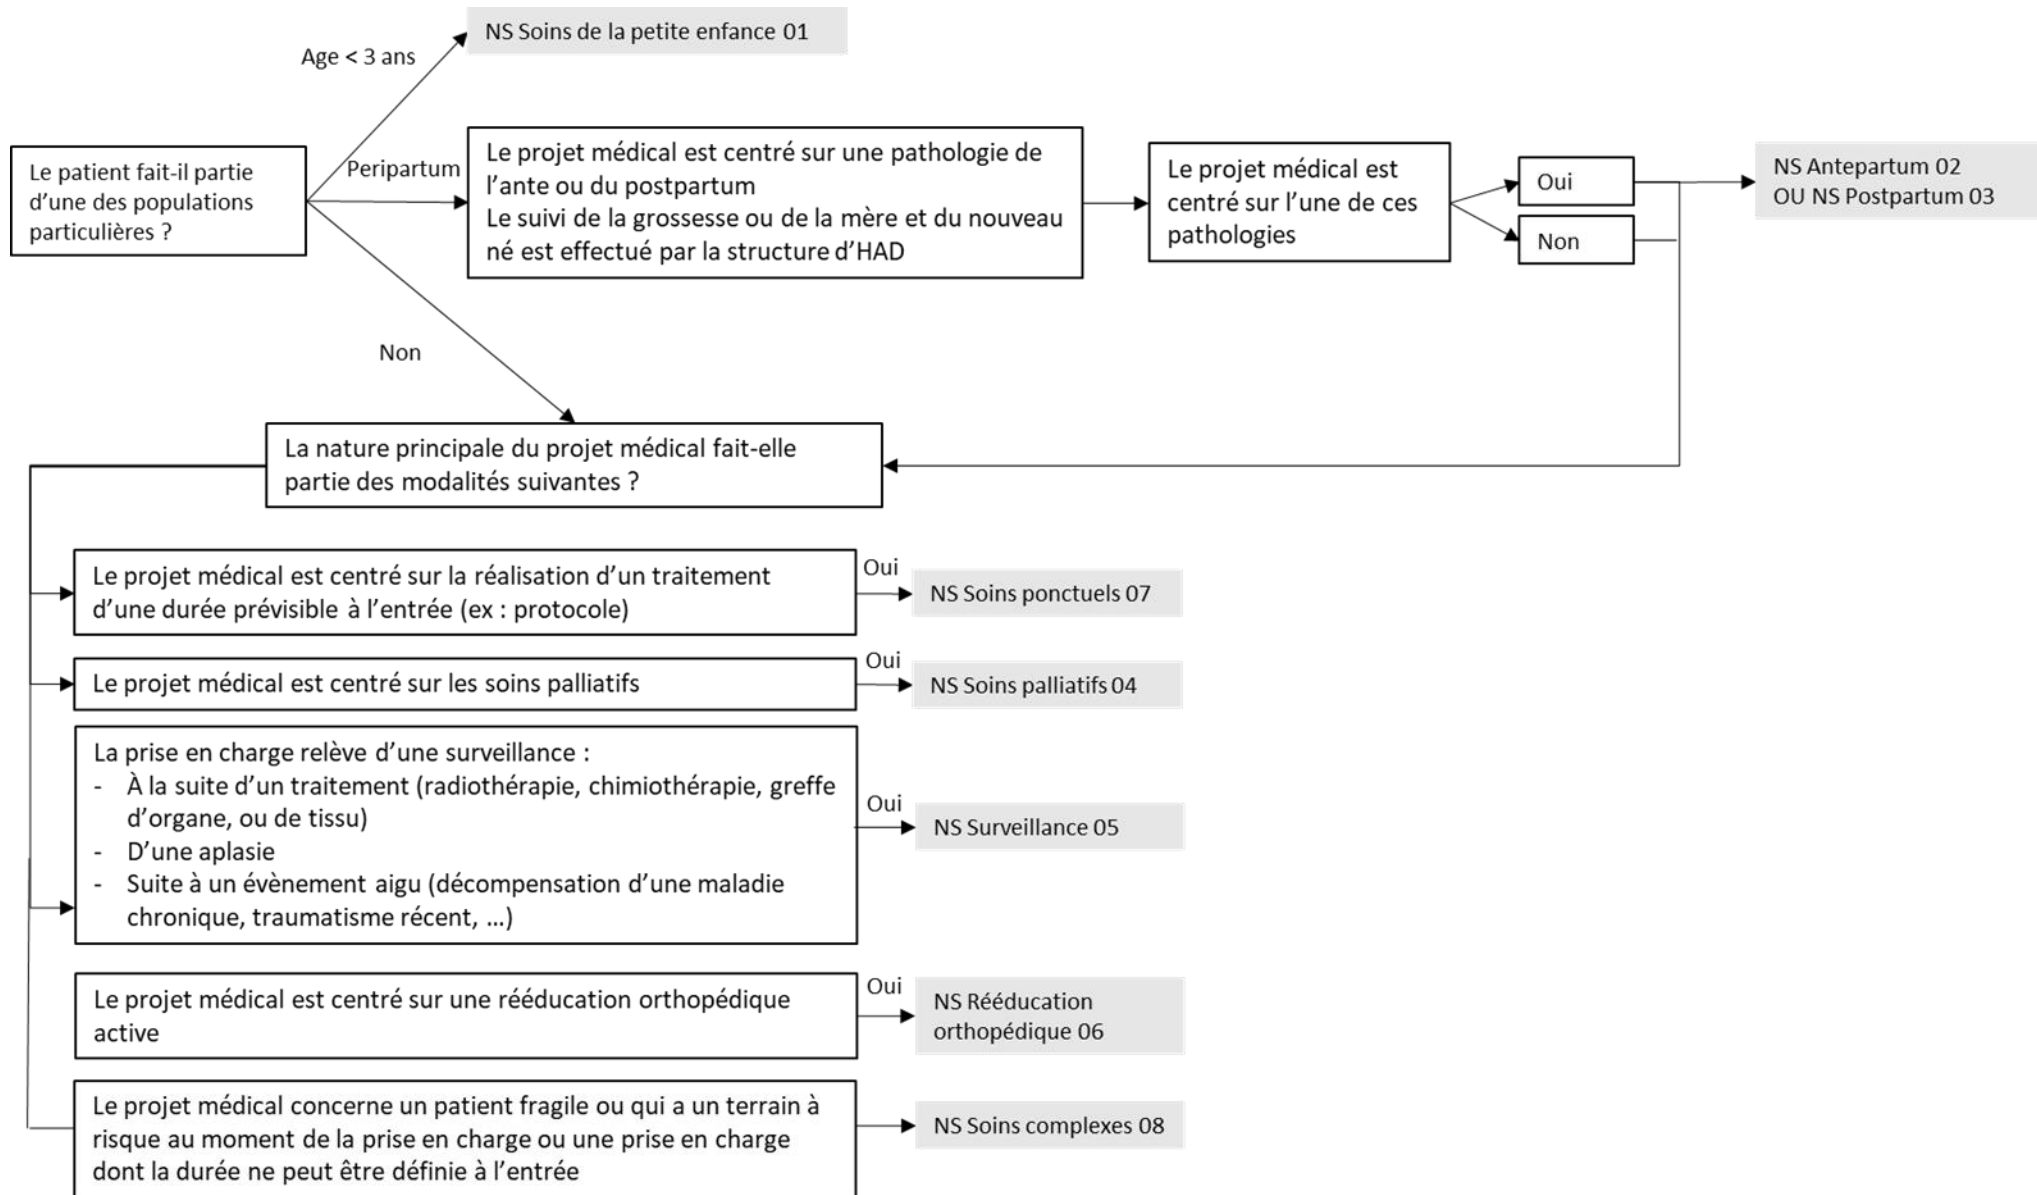 NS Soins de la petite enfance 01
Age < 3 ans
Le patient fait-il partie
d'une des populations
particulières ?
Peripartum
Le projet médical est centré sur une pathologie de
l'ante ou du postpartum
Le suivi de la grossesse ou de la mère et du nouveau
né est effectué par la structure d'HAD
Le projet médical est
centré sur l'une de ces
pathologies
Oui
Non
NS Antepartum 02
OU NS Postpartum 03
Non
La nature principale du projet médical fait-elle
partie des modalités suivantes ?
Le projet médical est centré sur la réalisation d'un traitement
d'une durée prévisible à l'entrée (ex : protocole)
Oui
NS Soins ponctuels 07
Le projet médical est centré sur les soins palliatifs
Oui
NS Soins palliatifs 04
La prise en charge relève d'une surveillance :
- À la suite d'un traitement (radiothérapie, chimiothérapie, greffe
d'organe, ou de tissu)
- D'une aplasie
- Suite à un évènement aigu (décompensation d'une maladie
chronique, traumatisme récent, …)
Oui
NS Surveillance 05
Le projet médical est centré sur une rééducation orthopédique
active
Oui
NS Rééducation
orthopédique 06
Le projet médical concerne un patient fragile ou qui a un terrain à
risque au moment de la prise en charge ou une prise en charge
dont la durée ne peut être définie à l'entrée
NS Soins complexes 08